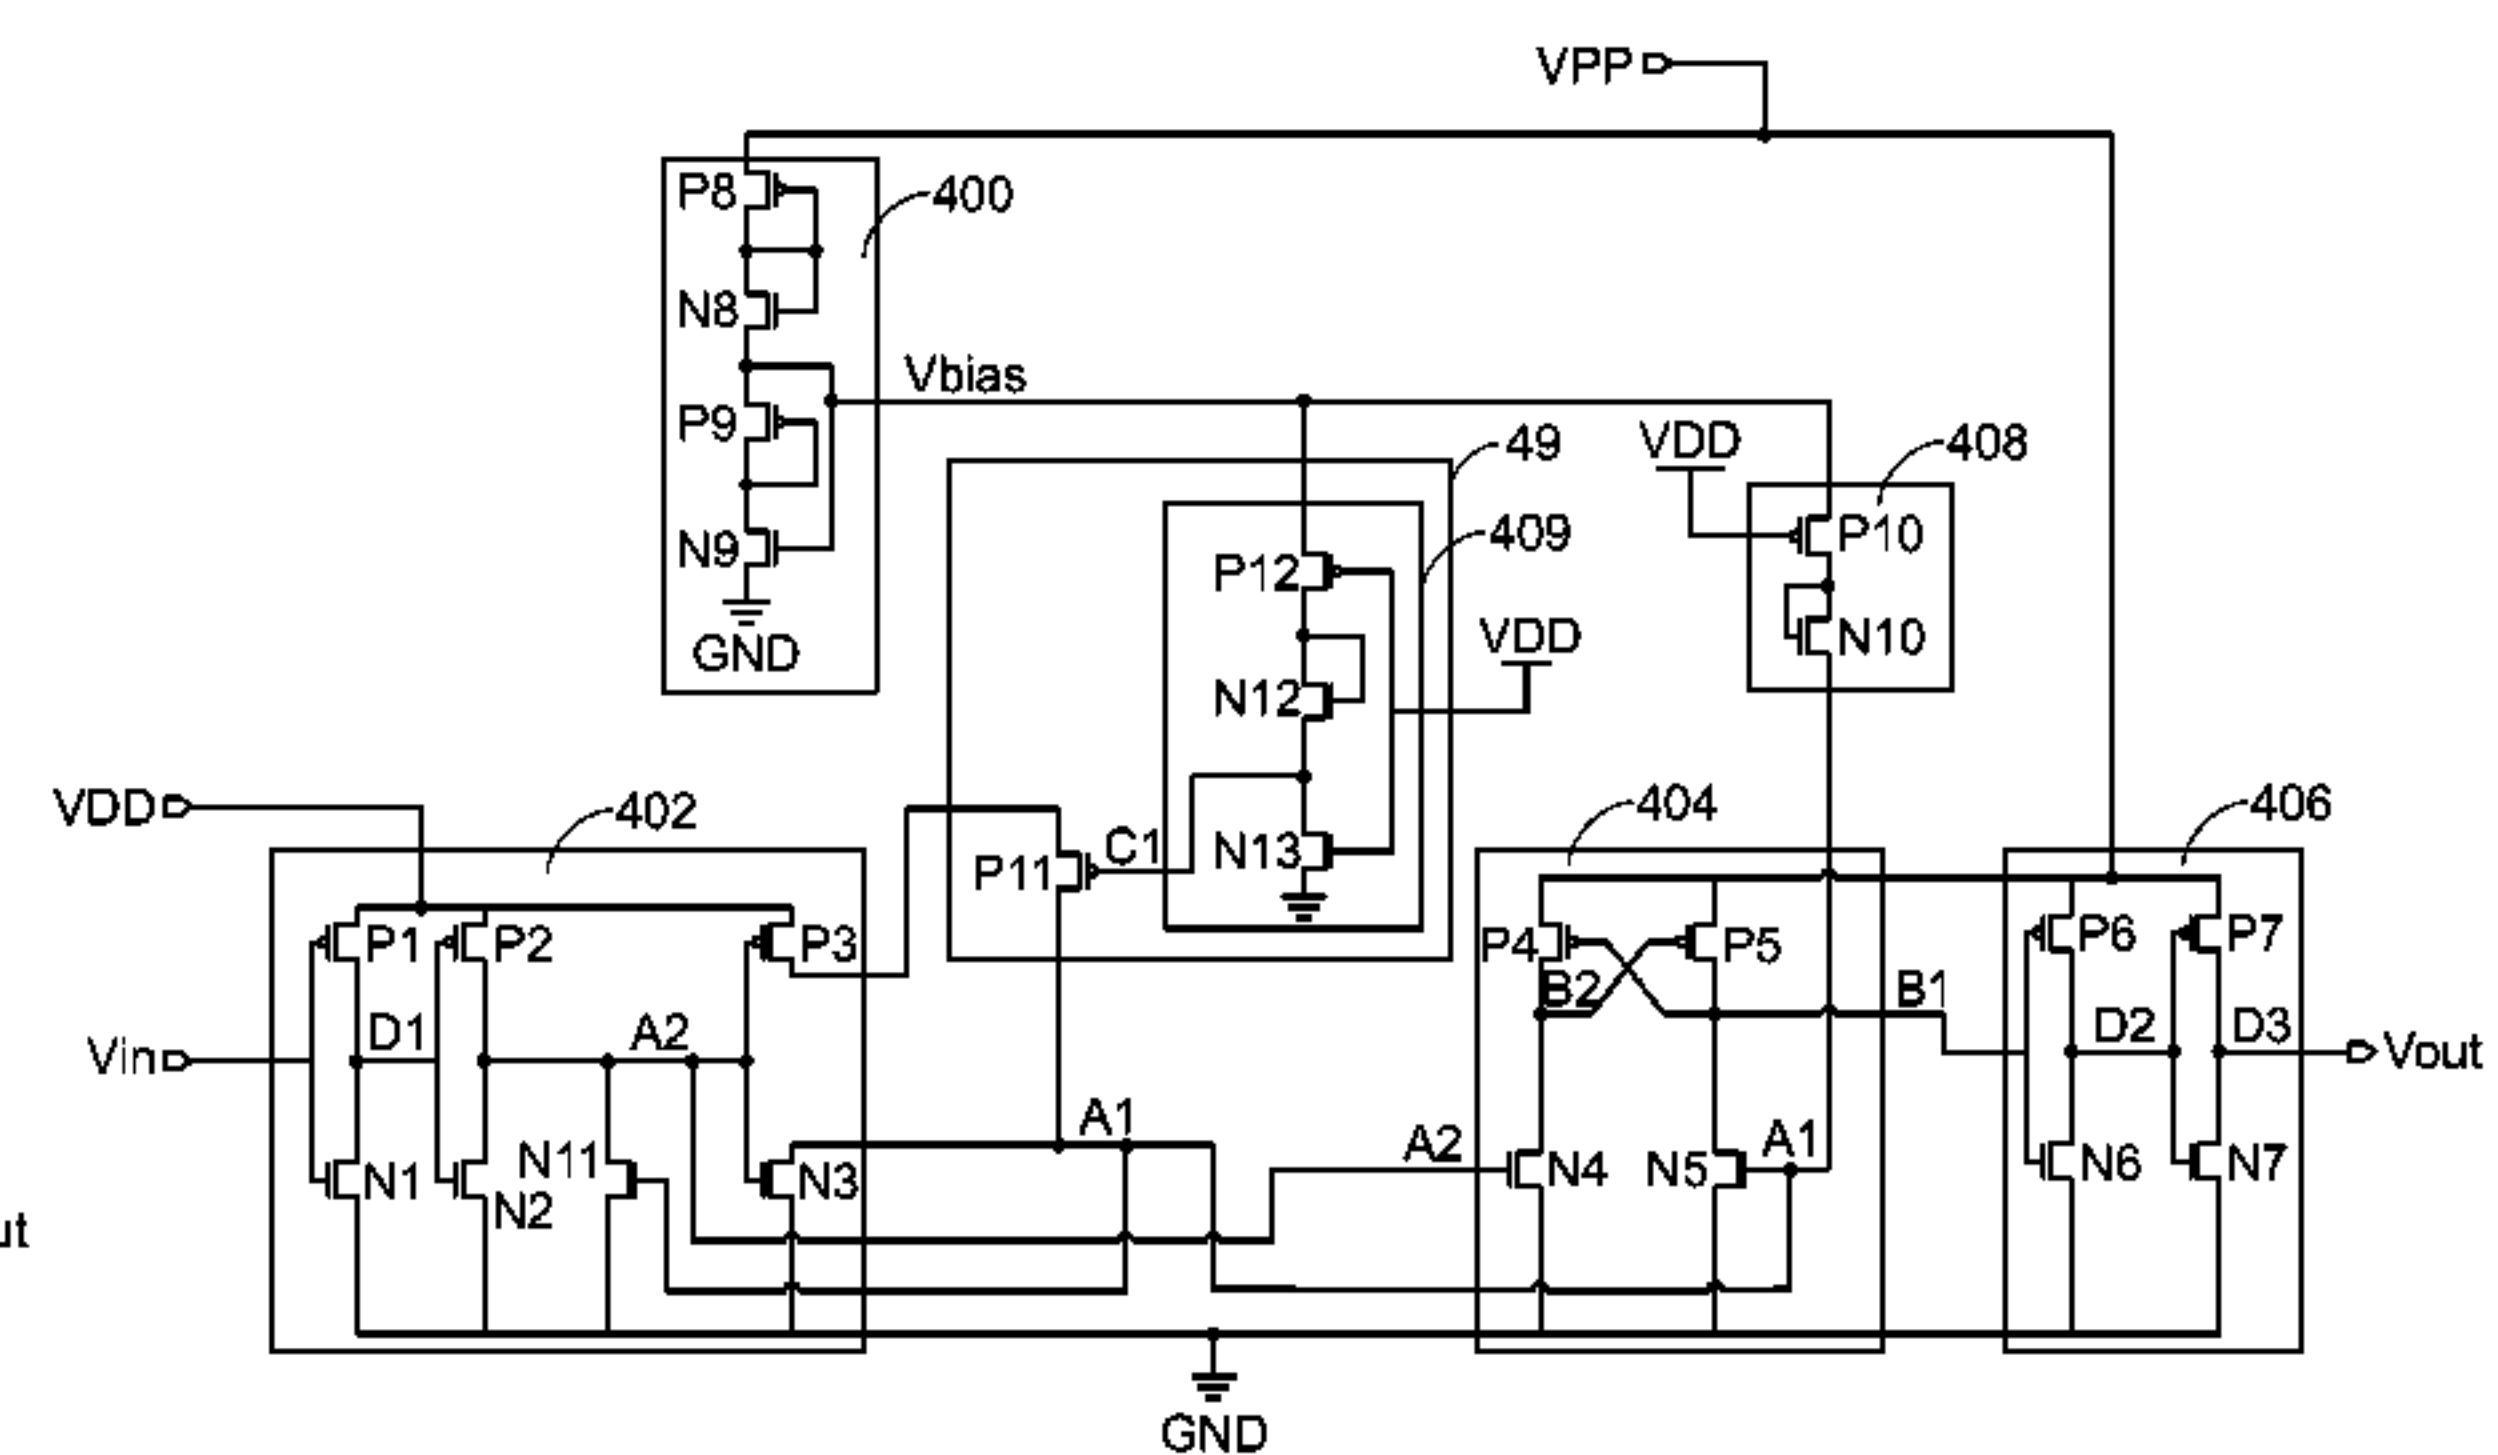 VPP
P8
400
N8
Vbias
P9
49
VDD
408
N9
409
P10
P12
GND
VDD
N10
N12
VDD
402
404
406
C1
P11
N13
P1
P2
P3
P4
P5
P6
P7
B2
B1
D1
A2
D2
D3
Vin
Vout
A1
A2
A1
N11
N1
N2
N3
N4
N5
N6
N7
ut
GND